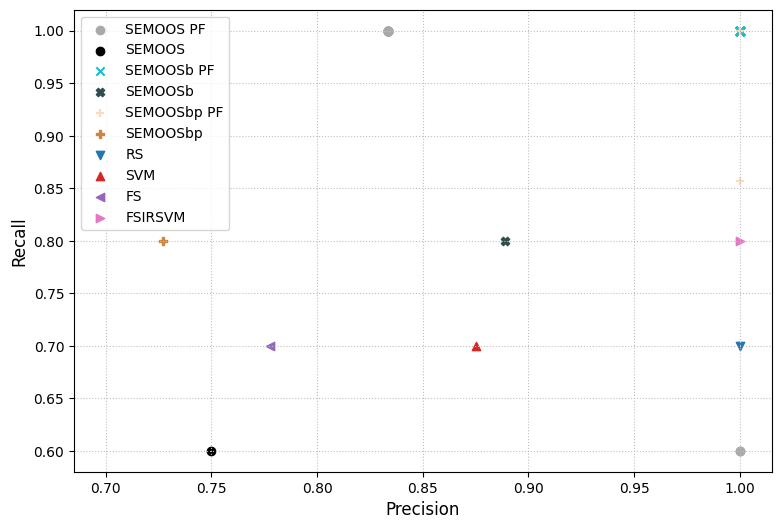 1.00
0.95
0.90
0.85
0.80
0.75
0.70
0.65
0.60
Recall
SEMOOS PF
SEMOOS
SEMOOSb PF
SEMOOSb
SEMOOSbp PF
SEMOOSbp
RS
SVM
FS
FSIRSVM
0.70 0.75 0.80 0.85 0.90 0.95 1.00
Precision